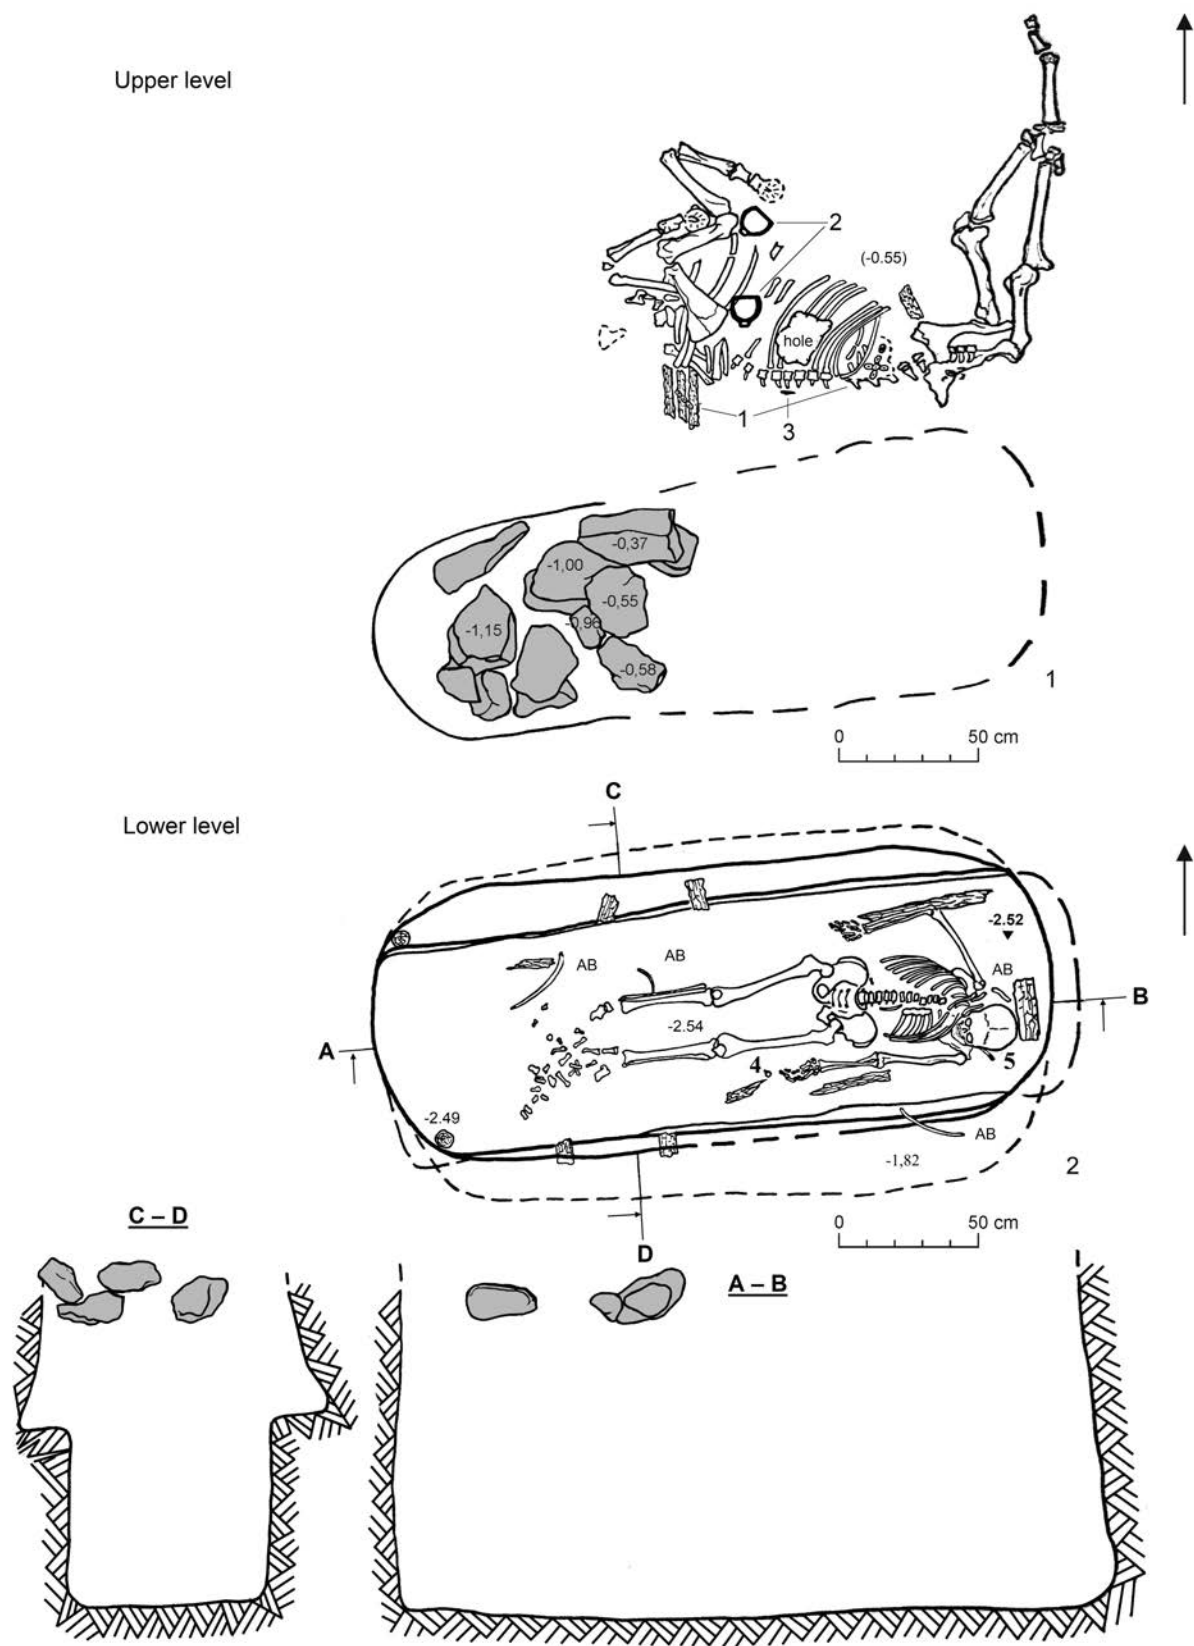 Upper level
2
(-0.55)
hole
1
3
-0,37
-1,00
-0,55
-0,96
-1,15
-0,58
1
0 50 cm
Lower level
C
-2.52
AB
AB
AB
B
-2.54
A
4
5
-2.49
AB
-1,82
2
C – D
0 50 cm
D
A – B